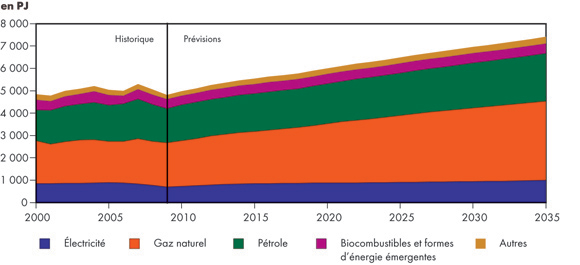 en PJ
8 000
7 000
6 000
5 000
4 000
3 000
2 000
1 000
0
Historique
Prévisions
2000 2005 2010 2015 2020 2025 2030 2035
Électricité Gaz naturel Pétrole Biocombustibles et formes Autres
d'énergie émergentes